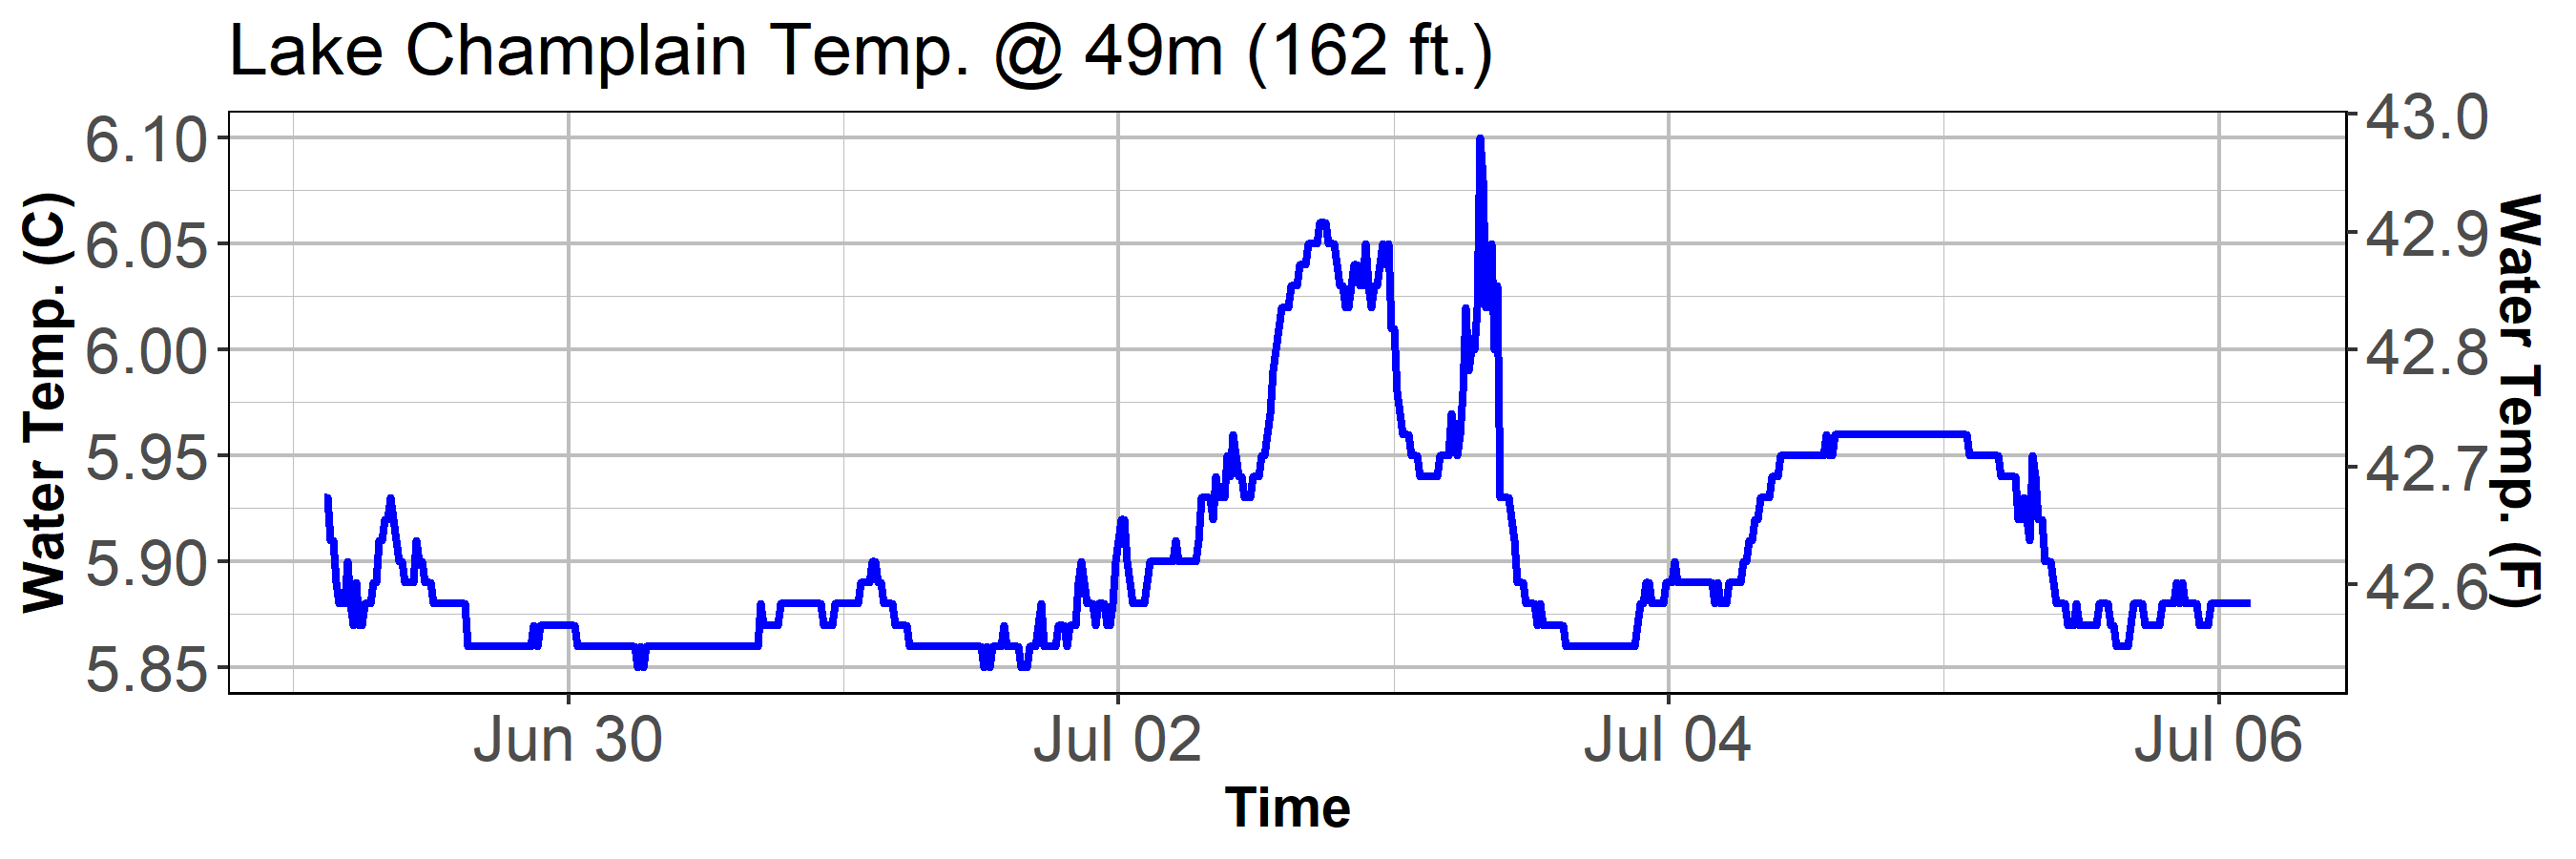 Lake Champlain Temp. @ 49m (162 ft.)
Water Temp. (C)
6.10
6.05
6.00
5.95
5.90
5.85
43.0
42.9
42.8
42.7
42.6
Water Temp. (F)
Jun 30 Jul 02 Jul 04 Jul 06
Time